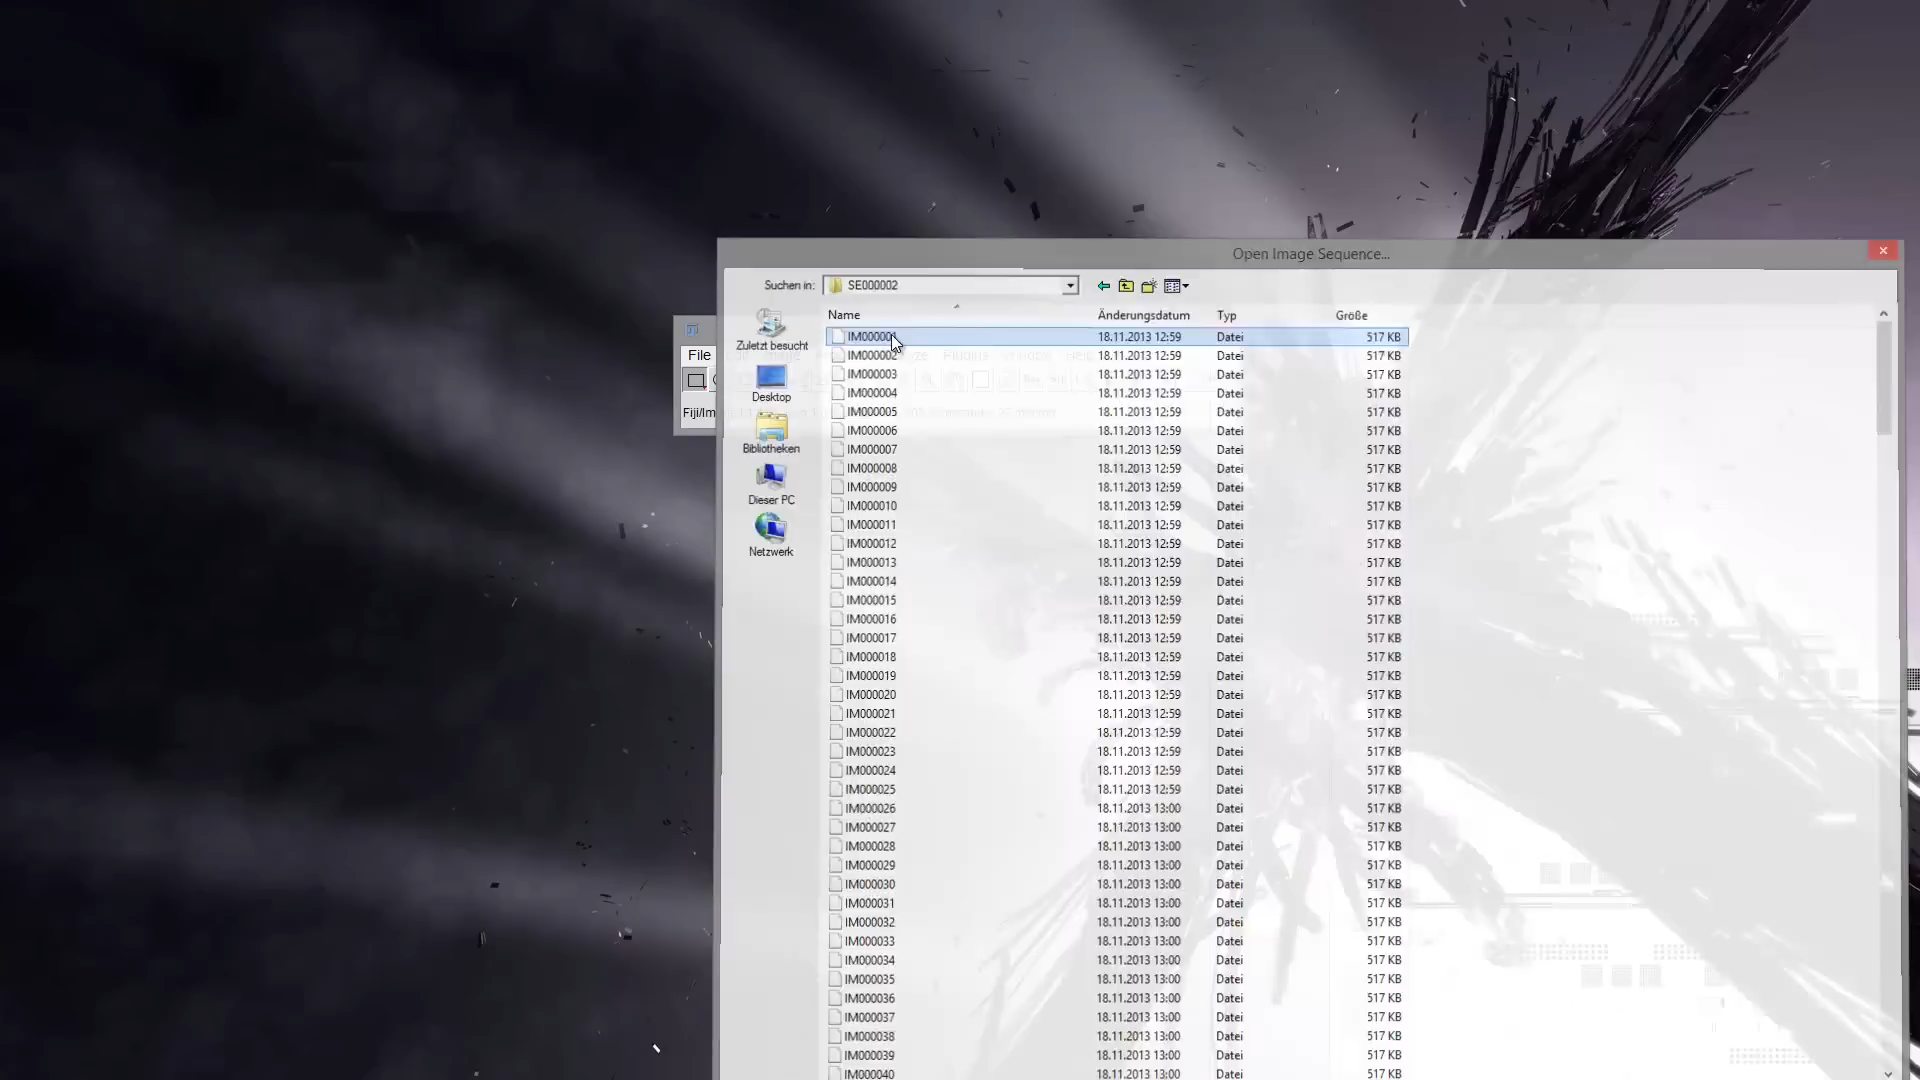 Open Image Sequence...
Suchen in: SE000002
Name Änderungsdatum Typ Größe
Zuletzt besucht
Desktop
Bibliotheken
Dieser PC
Netzwerk
File
Fiji/Im
IM000001 18.11.2013 12:59 Datei 517 KB
IM000002 18.11.2013 12:59 Datei 517 KB
IM000003 18.11.2013 12:59 Datei 517 KB
IM000004 18.11.2013 12:59 Datei 517 KB
IM000005 18.11.2013 12:59 Datei 517 KB
IM000006 18.11.2013 12:59 Datei 517 KB
IM000007 18.11.2013 12:59 Datei 517 KB
IM000008 18.11.2013 12:59 Datei 517 KB
IM000009 18.11.2013 12:59 Datei 517 KB
IM000010 18.11.2013 12:59 Datei 517 KB
IM000011 18.11.2013 12:59 Datei 517 KB
IM000012 18.11.2013 12:59 Datei 517 KB
IM000013 18.11.2013 12:59 Datei 517 KB
IM000014 18.11.2013 12:59 Datei 517 KB
IM000015 18.11.2013 12:59 Datei 517 KB
IM000016 18.11.2013 12:59 Datei 517 KB
IM000017 18.11.2013 12:59 Datei 517 KB
IM000018 18.11.2013 12:59 Datei 517 KB
IM000019 18.11.2013 12:59 Datei 517 KB
IM000020 18.11.2013 12:59 Datei 517 KB
IM000021 18.11.2013 12:59 Datei 517 KB
IM000022 18.11.2013 12:59 Datei 517 KB
IM000023 18.11.2013 12:59 Datei 517 KB
IM000024 18.11.2013 12:59 Datei 517 KB
IM000025 18.11.2013 12:59 Datei 517 KB
IM000026 18.11.2013 13:00 Datei 517 KB
IM000027 18.11.2013 13:00 Datei 517 KB
IM000028 18.11.2013 13:00 Datei 517 KB
IM000029 18.11.2013 13:00 Datei 517 KB
IM000030 18.11.2013 13:00 Datei 517 KB
IM000031 18.11.2013 13:00 Datei 517 KB
IM000032 18.11.2013 13:00 Datei 517 KB
IM000033 18.11.2013 13:00 Datei 517 KB
IM000034 18.11.2013 13:00 Datei 517 KB
IM000035 18.11.2013 13:00 Datei 517 KB
IM000036 18.11.2013 13:00 Datei 517 KB
IM000037 18.11.2013 13:00 Datei 517 KB
IM000038 18.11.2013 13:00 Datei 517 KB
IM000039 18.11.2013 13:00 Datei 517 KB
IM000040 18.11.2013 13:00 Datei 517 KB